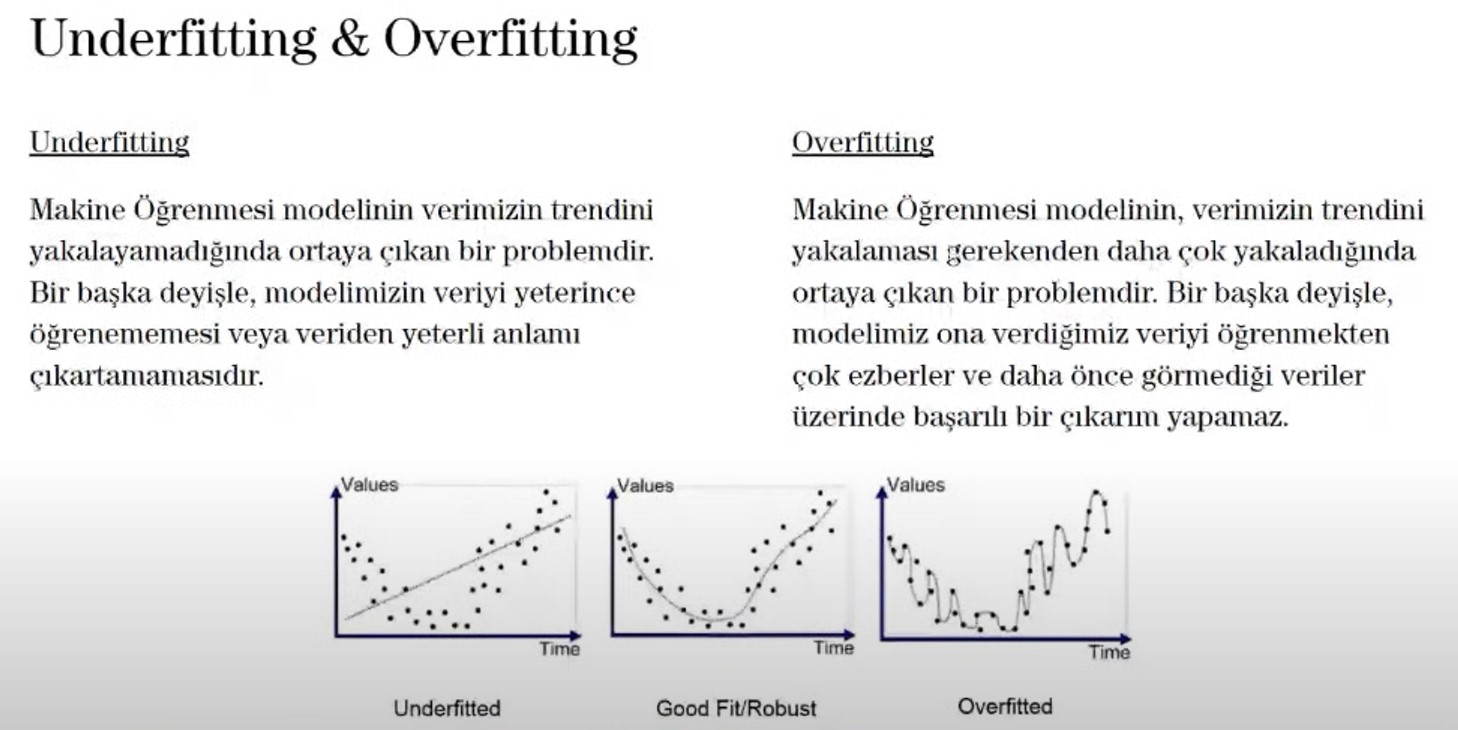 Underfitting & Overfitting
Underfitting
Makine Öğrenmesi modelinin verimizin trendini
yakalayamadığında ortaya çıkan bir problemdir.
Bir başka deyişle, modelimizin veriyi yeterince
öğrenememesi veya veriden yeterli anlamı
çıkartamamasıdır.
Overfitting
Makine Öğrenmesi modelinin, verimizin trendini
yakalaması gerekenden daha çok yakaladığında
ortaya çıkan bir problemdir. Bir başka deyişle,
modelimiz ona verdiğimiz veriyi öğrenmekten
çok ezberler ve daha önce görmediği veriler
üzerinde başarılı bir çıkarım yapamaz.
Values
Time
Underfitted
Values
Time
Good Fit/Robust
Values
Time
Overfitted